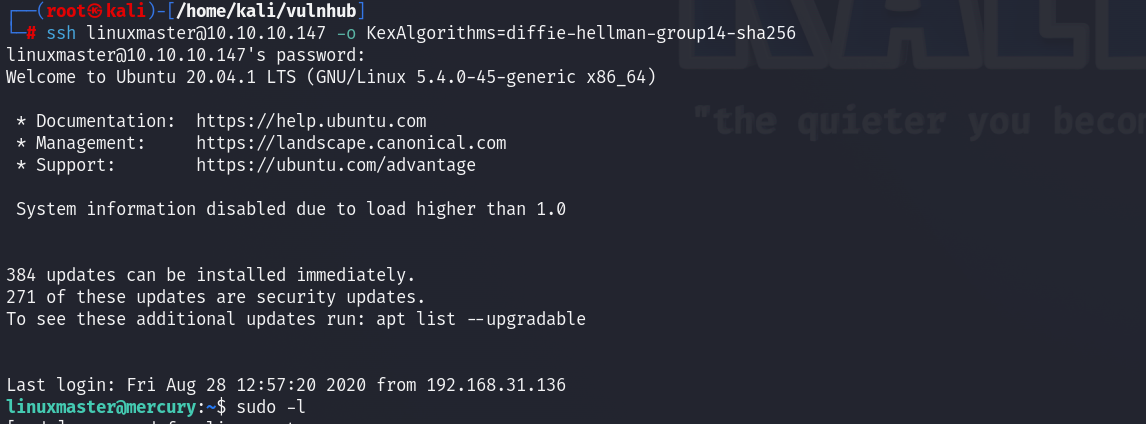 ┌──(root㉿kali)-[/home/kali/vulnhub]
└─# ssh linuxmaster@10.10.10.147 -o KexAlgorithms=diffie-hellman-group14-sha256
linuxmaster@10.10.10.147's password:
Welcome to Ubuntu 20.04.1 LTS (GNU/Linux 5.4.0-45-generic x86_64)
* Documentation:  https://help.ubuntu.com
* Management:     https://landscape.canonical.com
* Support:        https://ubuntu.com/advantage
System information disabled due to load higher than 1.0
384 updates can be installed immediately.
271 of these updates are security updates.
To see these additional updates run: apt list --upgradable
Last login: Fri Aug 28 12:57:20 2020 from 192.168.31.136
linuxmaster@mercury:~$ sudo -l
"the quieter you becom